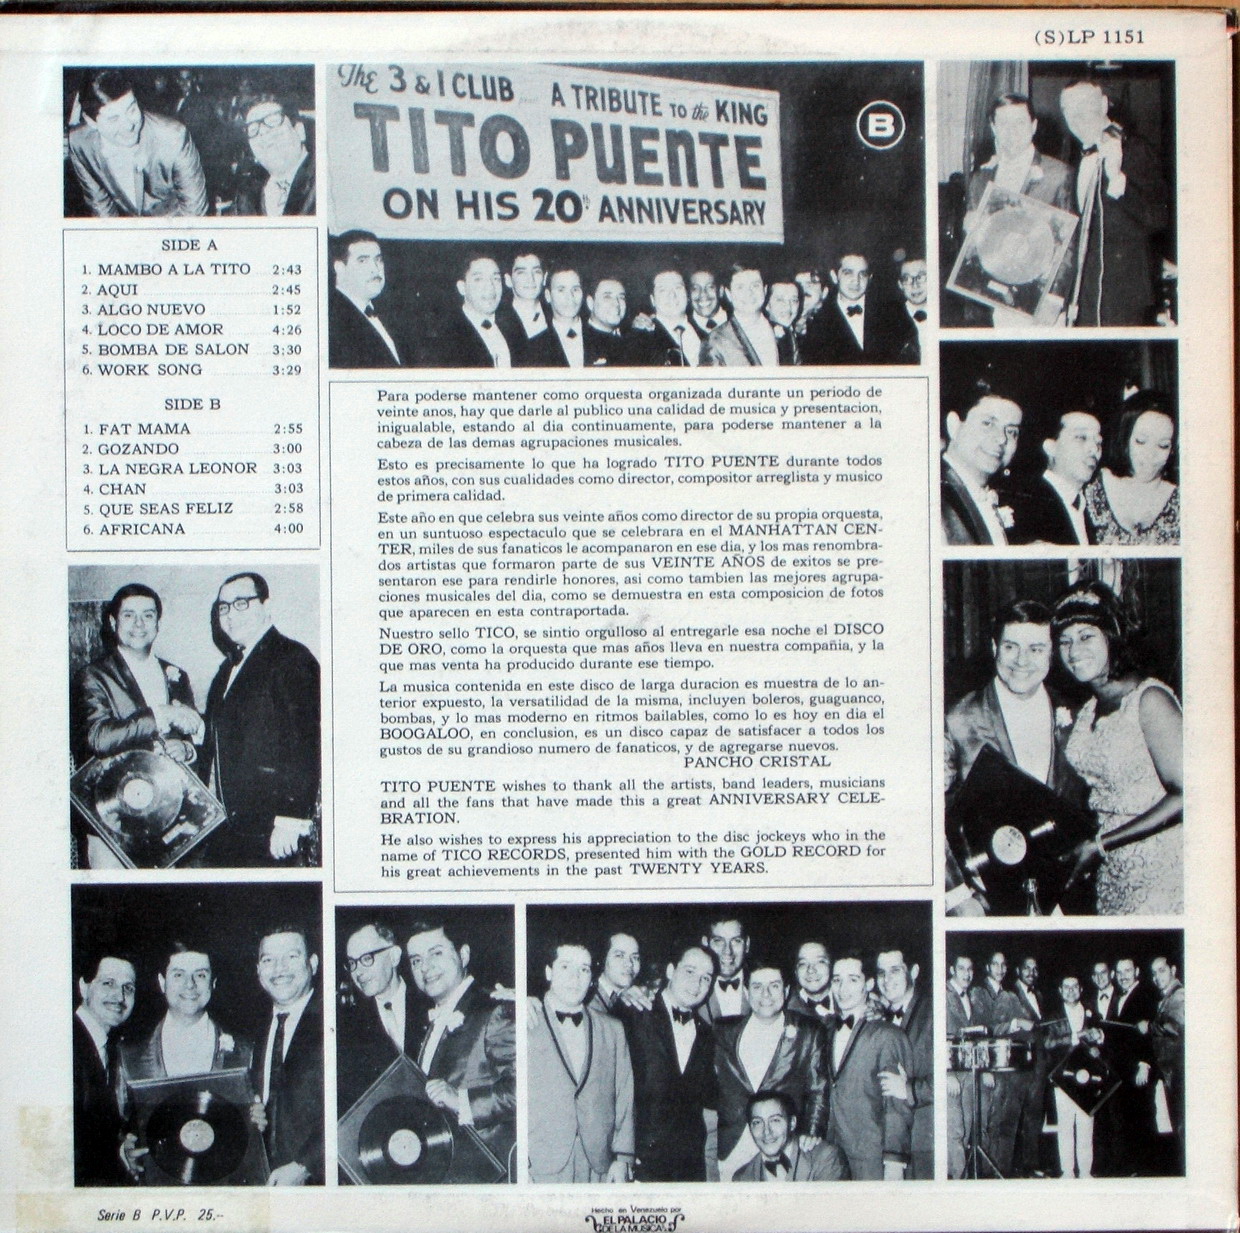 (S)LP 1151
The 3 & 1 CLUB A TRIBUTE to the KING
TITO PUENTE
ON HIS 20th ANNIVERSARY
B
SIDE A
1. MAMBO A LA TITO 2:43
2. AQUI 2:45
3. ALGO NUEVO 1:52
4. LOCO DE AMOR 4:26
5. BOMBA DE SALON 3:30
6. WORK SONG 3:29
SIDE B
1. FAT MAMA 2:55
2. GOZANDO 3:00
3. LA NEGRA LEONOR 3:03
4. CHAN 3:03
5. QUE SEAS FELIZ 2:58
6. AFRICANA 4:00
Para poderse mantener como orquesta organizada durante un periodo de
veinte anos, hay que darle al publico una calidad de musica y presentacion,
inigualable, estando al dia continuamente, para poderse mantener a la
cabeza de las demas agrupaciones musicales.
Esto es precisamente lo que ha logrado TITO PUENTE durante todos
estos años, con sus cualidades como director, compositor arreglista y musico
de primera calidad.
Este año en que celebra sus veinte años como director de su propia orquesta,
en un suntuoso espectaculo que se celebrara en el MANHATTAN CEN-
TER, miles de sus fanaticos le acompanaron en ese dia, y los mas renombra-
dos artistas que formaron parte de sus VEINTE AÑOS de exitos se pre-
sentaron ese para rendirle honores, asi como tambien las mejores agrupa-
ciones musicales del dia, como se demuestra en esta composicion de fotos
que aparecen en esta contraportada.
Nuestro sello TICO, se sintio orgulloso al entregarle esa noche el DISCO
DE ORO, como la orquesta que mas años lleva en nuestra compañia, y la
que mas venta ha producido durante ese tiempo.
La musica contenida en este disco de larga duracion es muestra de lo an-
terior expuesto, la versatilidad de la misma, incluyen boleros, guaguanco,
bombas, y lo mas moderno en ritmos bailables, como lo es hoy en dia el
BOOGALOO, en conclusion, es un disco capaz de satisfacer a todos los
gustos de su grandioso numero de fanaticos, y de agregarse nuevos.
PANCHO CRISTAL
TITO PUENTE wishes to thank all the artists, band leaders, musicians
and all the fans that have made this a great ANNIVERSARY CELE-
BRATION.
He also wishes to express his appreciation to the disc jockeys who in the
name of TICO RECORDS, presented him with the GOLD RECORD for
his great achievements in the past TWENTY YEARS.
Serie B P.V.P. 25.--
Hecho en Venezuela por
EL PALACIO
DE LA MUSICA